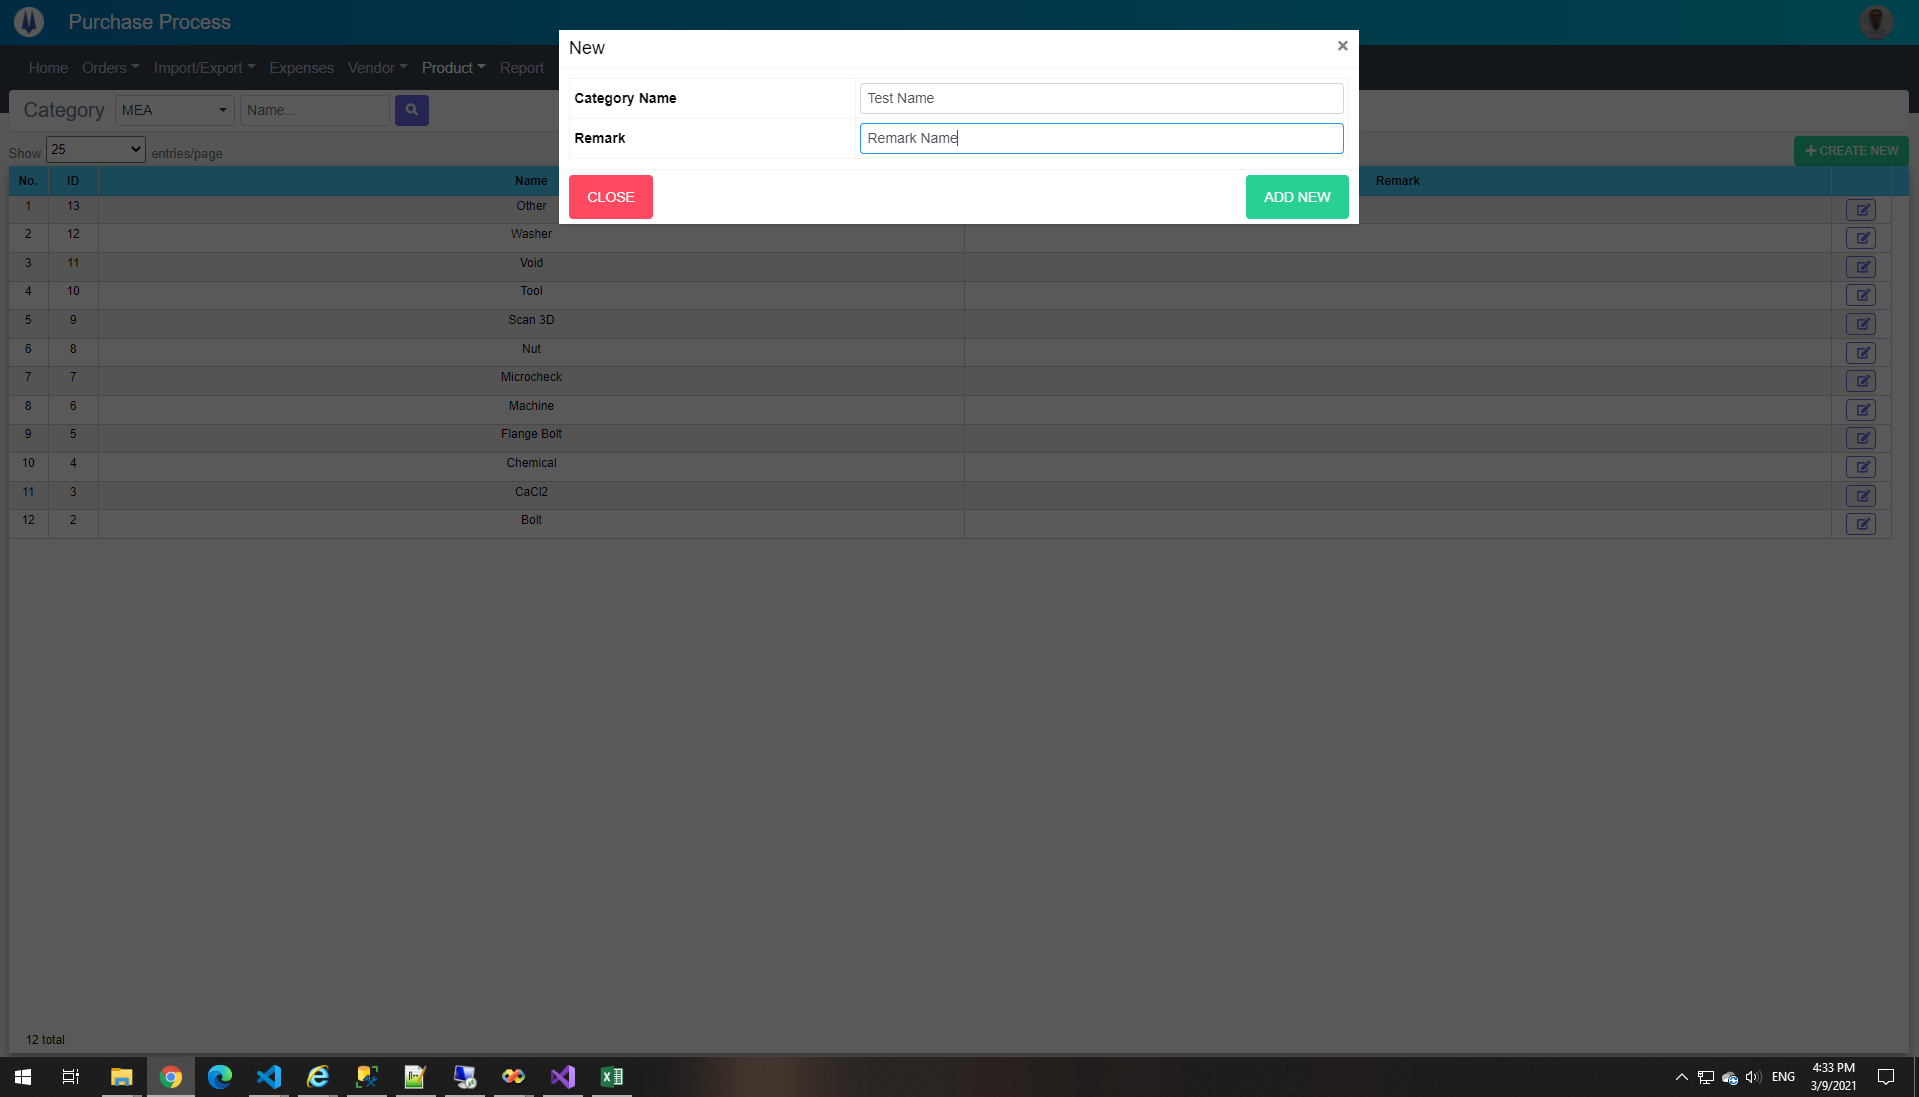 Purchase Process
Home Orders Import/Export Expenses Vendor Product Report
Category MEA Name...
Show 25 entries/page
CREATE NEW
New ×
Category Name Test Name
Remark Remark Name
CLOSE ADD NEW
No. ID Name Remark
1 13 Other
2 12 Washer
3 11 Void
4 10 Tool
5 9 Scan 3D
6 8 Nut
7 7 Microcheck
8 6 Machine
9 5 Flange Bolt
10 4 Chemical
11 3 CaCl2
12 2 Bolt
12 total
ENG
4:33 PM
3/9/2021